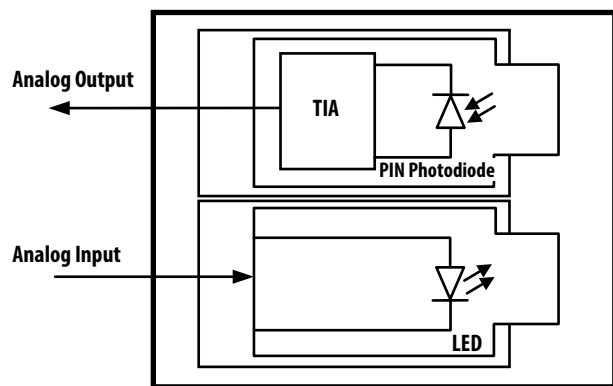 Analog Output
TIA
PIN Photodiode
Analog Input
LED